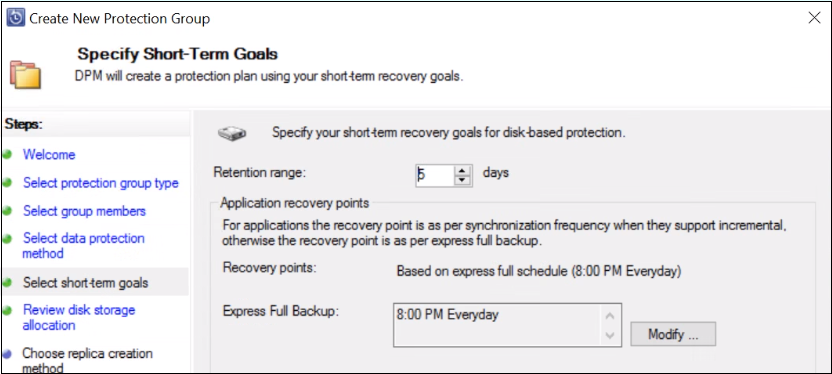 Create New Protection Group
Specify Short-Term Goals
DPM will create a protection plan using your short-term recovery goals.
Steps:
Welcome
Select protection group type
Select group members
Select data protection
method
Select short-term goals
Review disk storage
allocation
Choose replica creation
method
Specify your short-term recovery goals for disk-based protection.
Retention range: 5 days
Application recovery points
For applications the recovery point is as per synchronization frequency when they support incremental,
otherwise the recovery point is as per express full backup.
Recovery points: Based on express full schedule (8:00 PM Everyday)
Express Full Backup: 8:00 PM Everyday
Modify ...